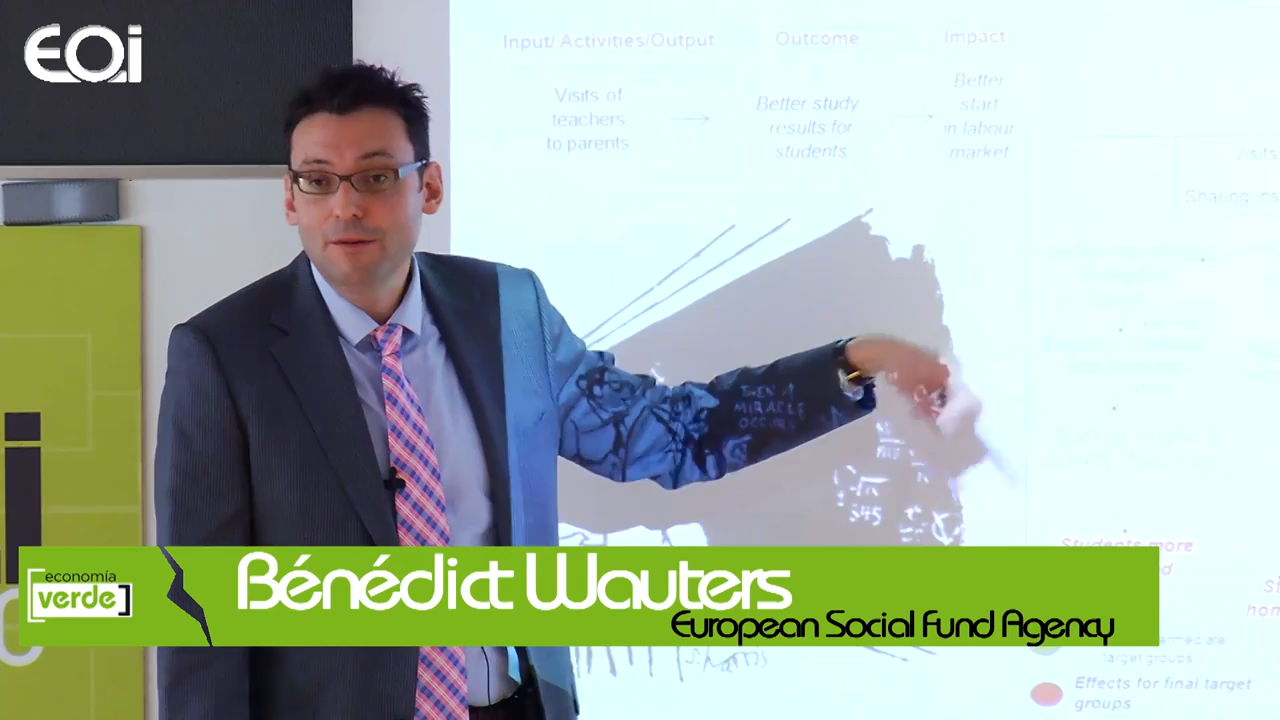 EOi
Input/ Activities/Output
Outcome
Impact
Visits of
teachers
to parents
Better study
results for
students
Better
start
in labour
market
Visits
Sharing
THEN A
MIRACLE
OCCURS
Students more
economía
verde
Bénédict Wauters
European Social Fund Agency
target groups
Effects for final target
groups
S. harris